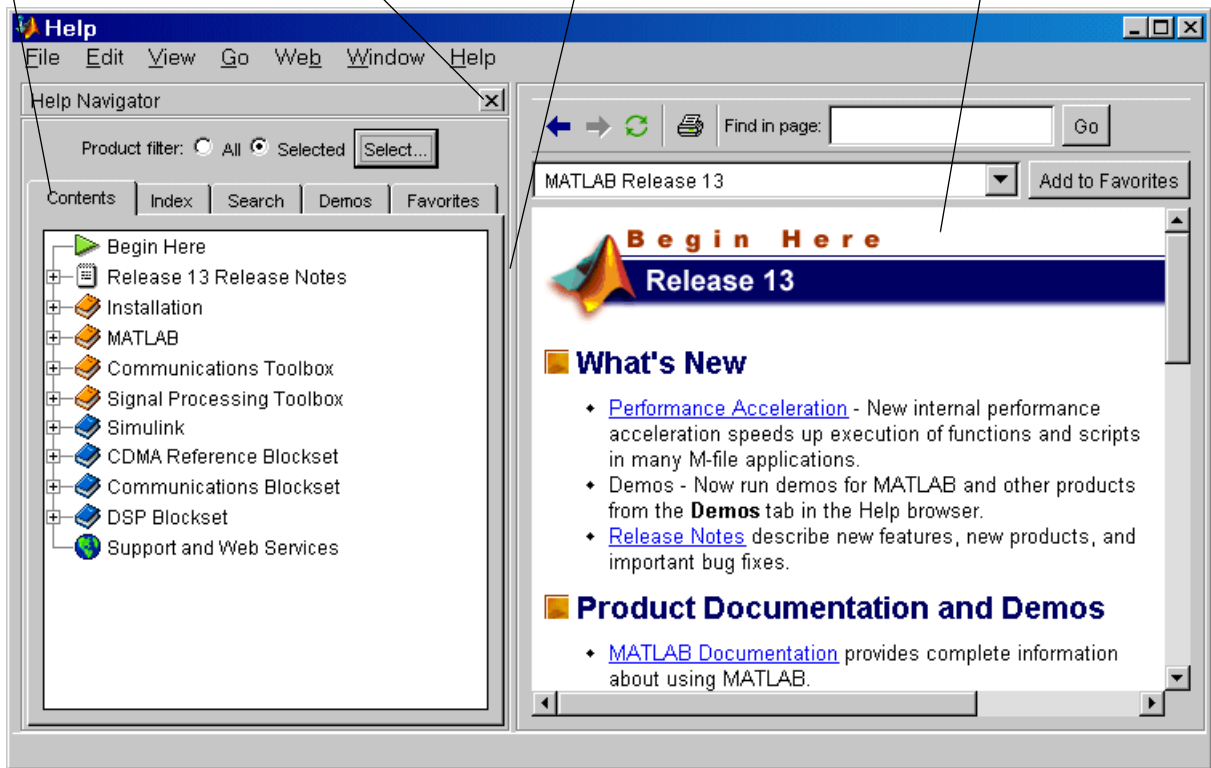 Help
File Edit View Go Web Window Help
Help Navigator
Product filter: All Selected Select...
Contents Index Search Demos Favorites
Begin Here
Release 13 Release Notes
Installation
MATLAB
Communications Toolbox
Signal Processing Toolbox
Simulink
CDMA Reference Blockset
Communications Blockset
DSP Blockset
Support and Web Services
Find in page: Go
MATLAB Release 13 Add to Favorites
Begin Here
Release 13
What's New
Performance Acceleration - New internal performance
acceleration speeds up execution of functions and scripts
in many M-file applications.
Demos - Now run demos for MATLAB and other products
from the Demos tab in the Help browser.
Release Notes describe new features, new products, and
important bug fixes.
Product Documentation and Demos
MATLAB Documentation provides complete information
about using MATLAB.